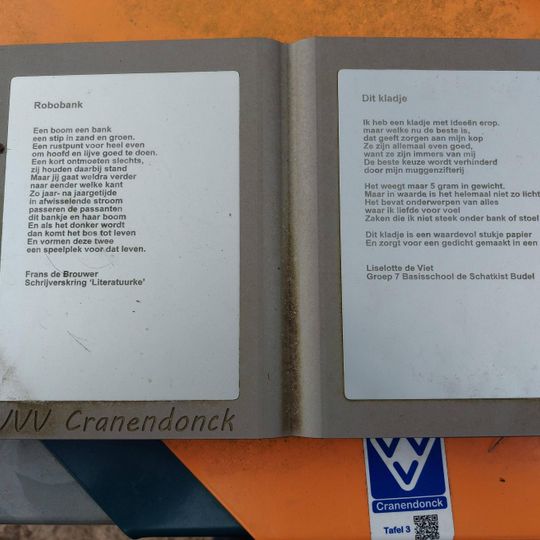 Robobank
Een boom een bank
een stip in zand en groen.
Een rustpunt voor heel even
om hoofd en lijve goed te doen.
Een kort ontmoeten slechts,
zij houden daarbij stand
Maar jij gaat weldra verder
naar eender welke kant
Zo jaar- na jaargetijde
in afwisselende stroom
passeren de passanten
dit bankje en haar boom
En als het donker wordt
dan komt het bos tot leven
En vormen deze twee
een speelplek voor dat leven.
Frans de Brouwer
Schrijverskring 'Literatuurke'
VVV Cranendonck
Dit kladje
Ik heb een kladje met ideeën erop.
maar welke nu de beste is,
dat geeft zorgen aan mijn kop
Ze zijn allemaal even goed,
want ze zijn immers van mij
De beste keuze wordt verhinderd
door mijn muggenzifterij
Het weegt maar 5 gram in gewicht.
Maar in waarde is het helemaal niet zo licht
Het bevat onderwerpen van alles
waar ik liefde voor voel
Zaken die ik niet steek onder bank of stoel
Dit kladje is een waardevol stukje papier
En zorgt voor een gedicht gemaakt in een
Liselotte de Viet
Groep 7 Basisschool de Schatkist Budel
VVV
Cranendonck
Tafel 3